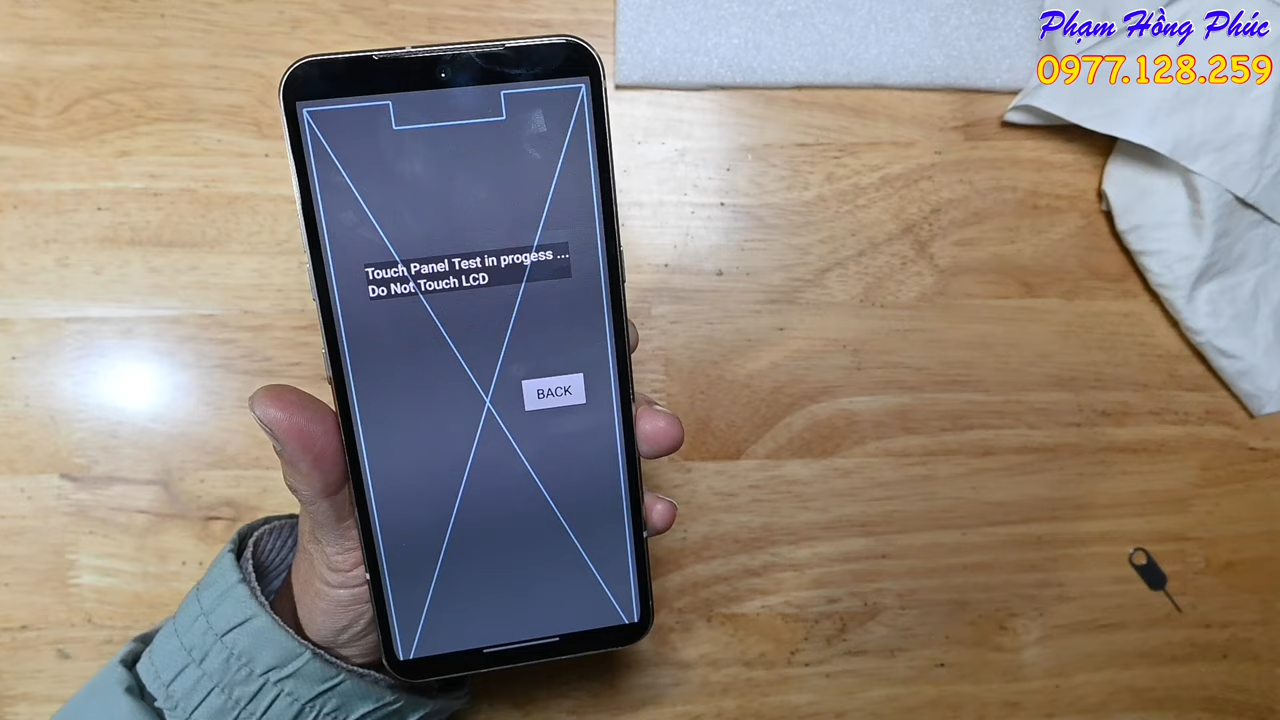 Phạm Hồng Phúc
0977.128.259
Touch Panel Test in progess ...
Do Not Touch LCD
BACK